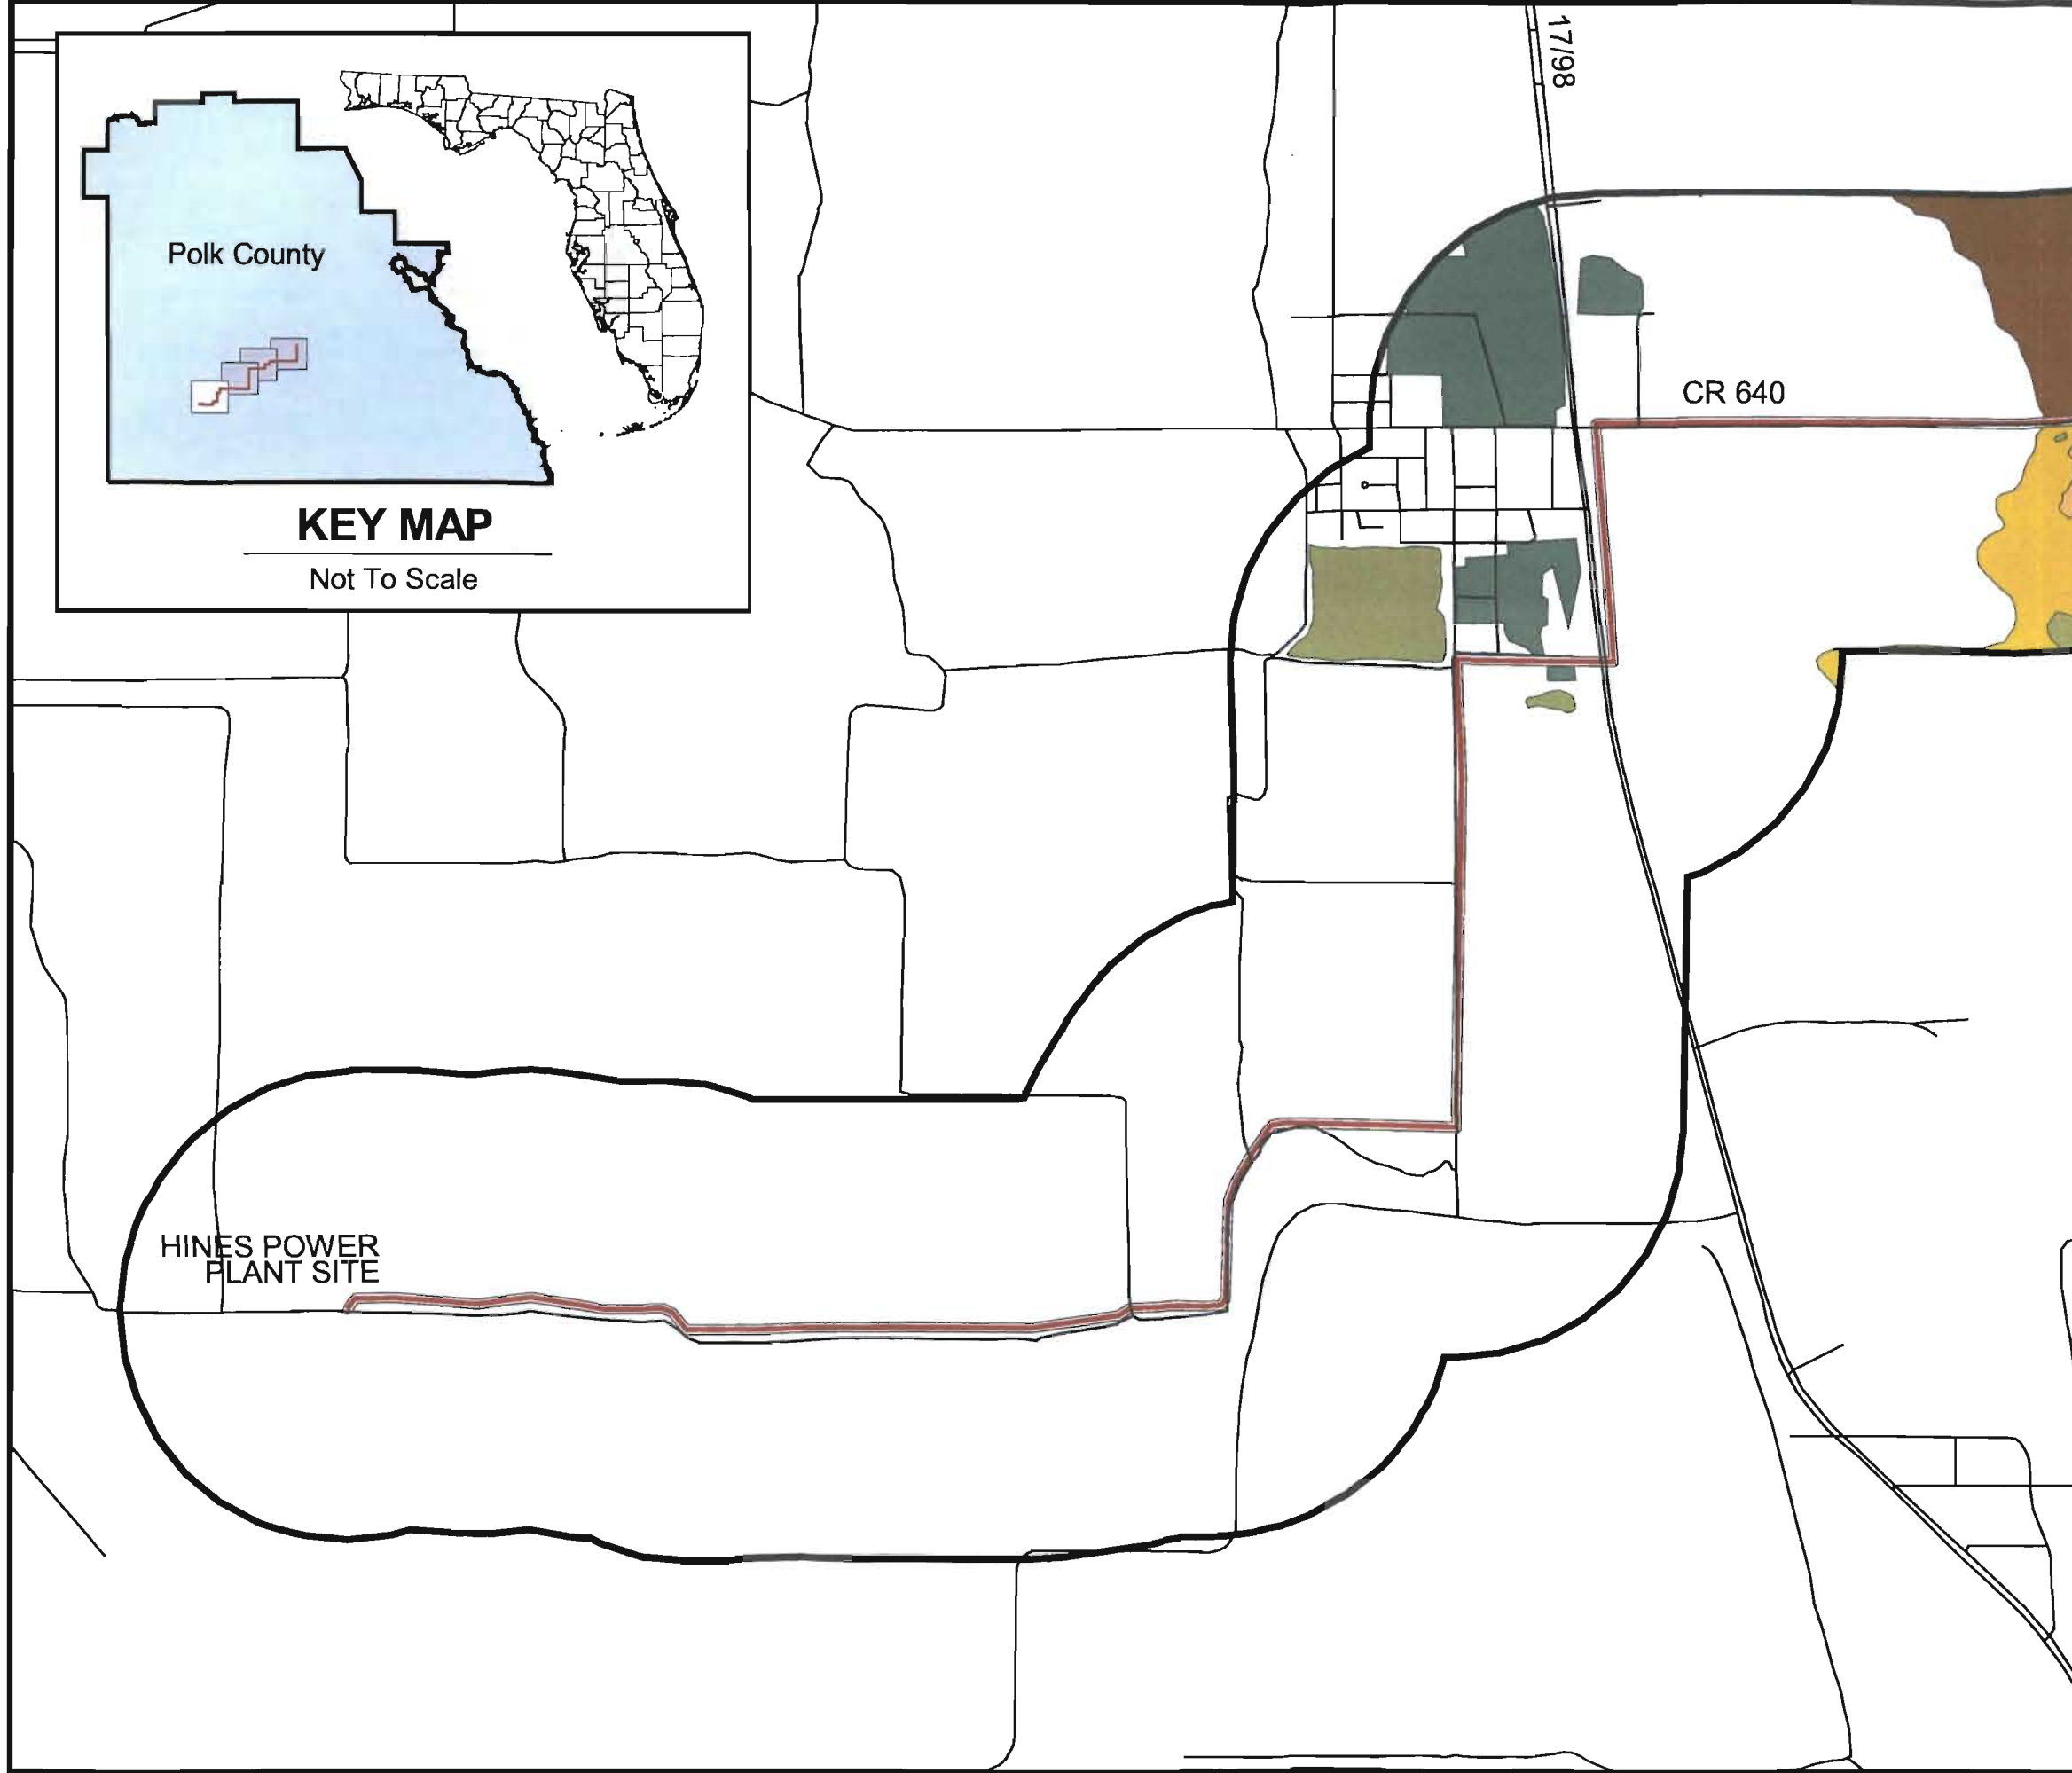 17/98
Polk County
CR 640
KEY MAP
Not To Scale
HINES POWER
PLANT SITE